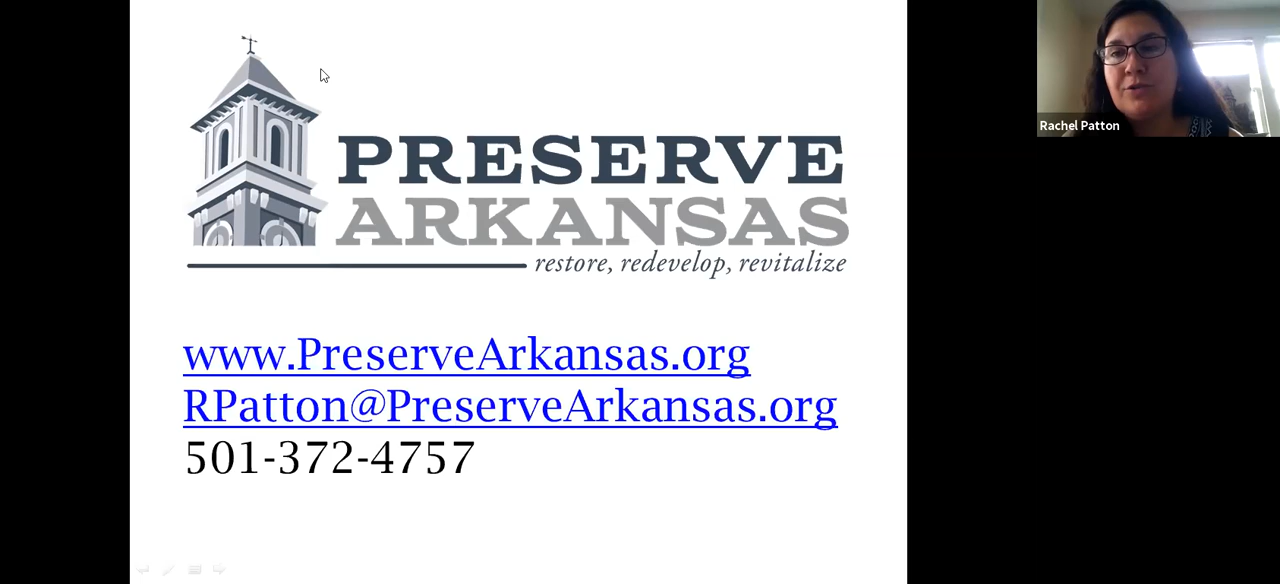 PRESERVE
ARKANSAS
restore, redevelop, revitalize
www.PreserveArkansas.org
RPatton@PreserveArkansas.org
501-372-4757
Rachel Patton